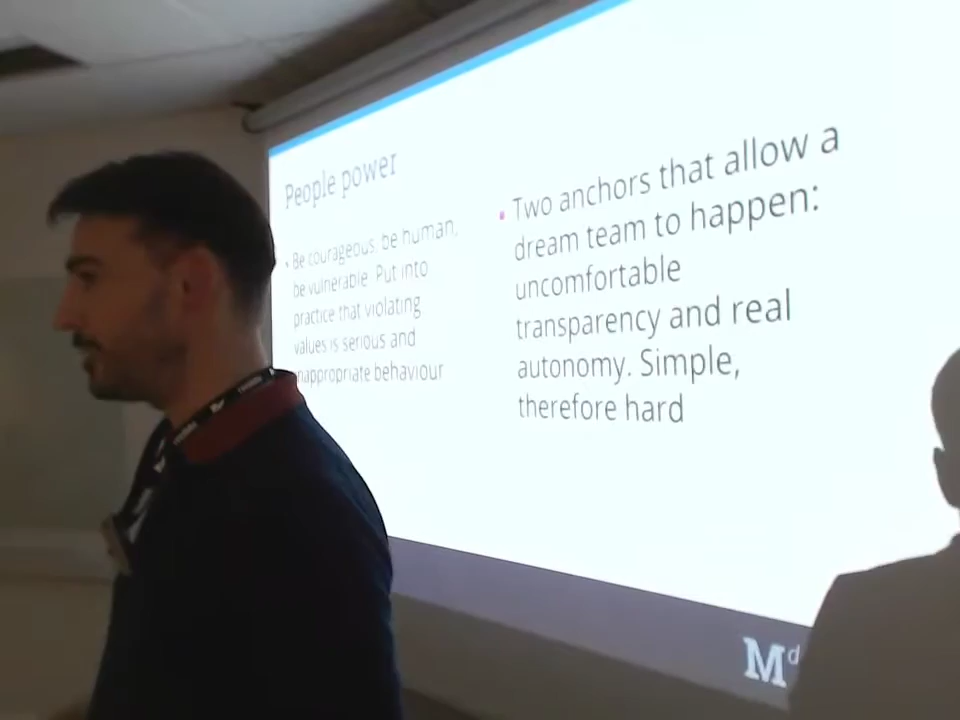 People power
Be courageous, be human,
be vulnerable. Put into
practice that violating
values is serious and
inappropriate behaviour
Two anchors that allow a
dream team to happen:
uncomfortable
transparency and real
autonomy. Simple,
therefore hard
Md